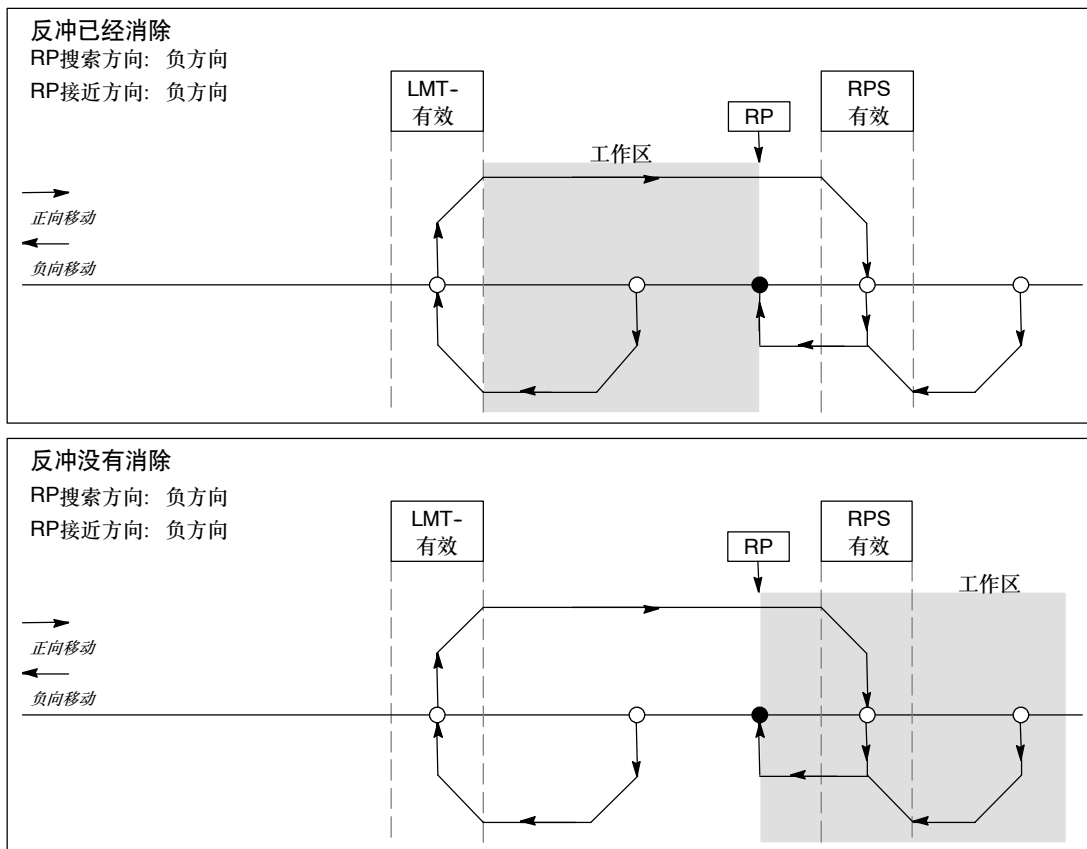 反冲已经消除
RP搜索方向: 负方向
RP接近方向: 负方向
LMT-
有效
RP
RPS
有效
工作区
正向移动
负向移动
反冲没有消除
RP搜索方向: 负方向
RP接近方向: 负方向
LMT-
有效
RP
RPS
有效
工作区
正向移动
负向移动